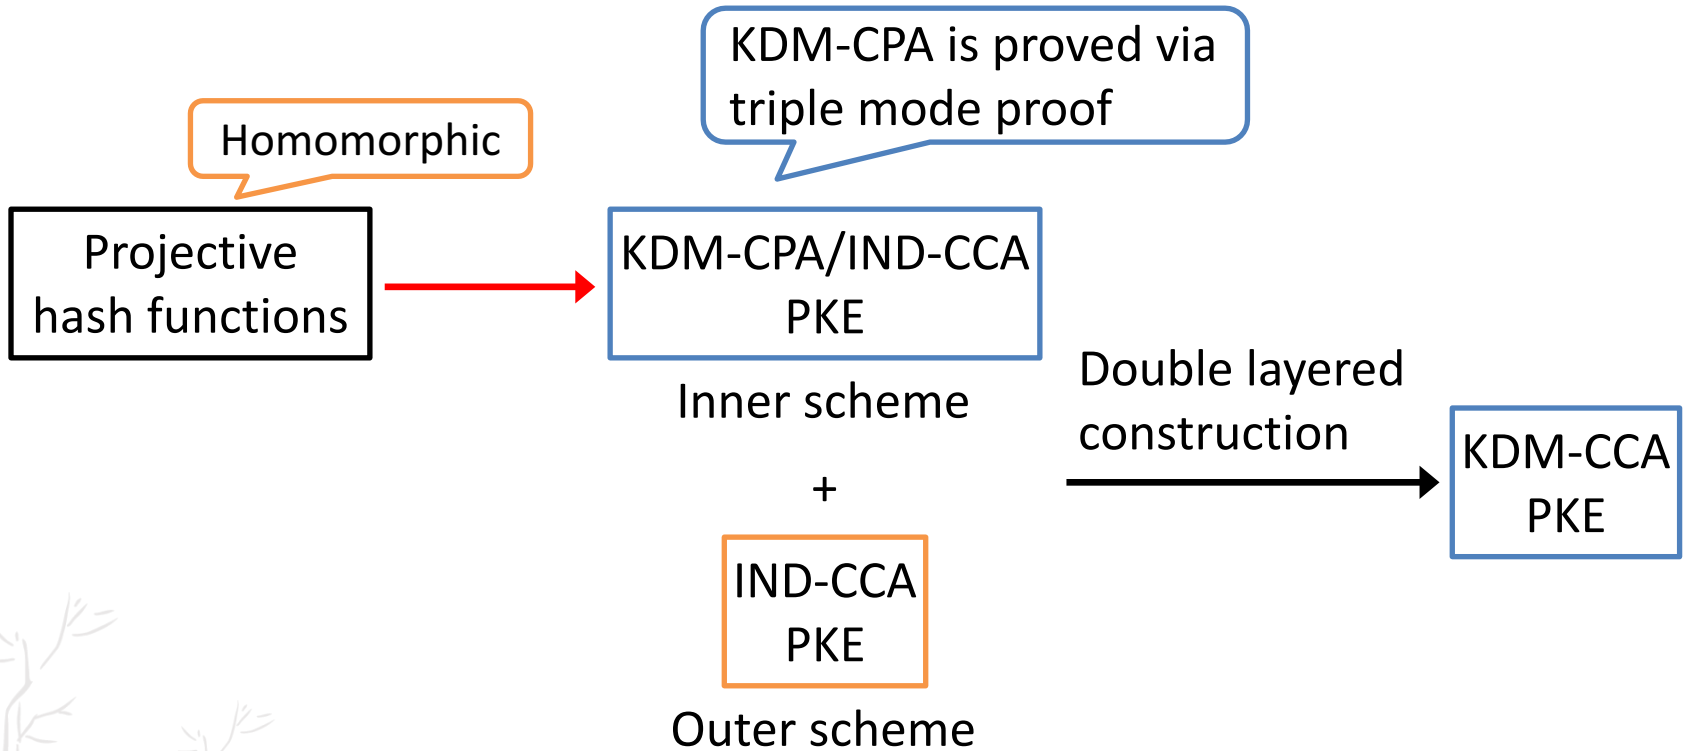 KDM-CPA is proved via
triple mode proof
Homomorphic
Projective
hash functions
KDM-CPA/IND-CCA
PKE
Inner scheme
+
IND-CCA
PKE
Outer scheme
Double layered
construction
KDM-CCA
PKE